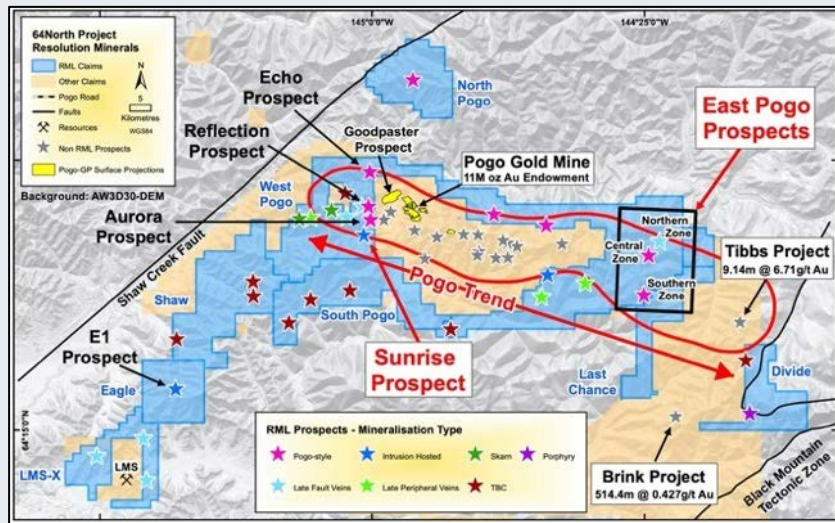 64North Project
Resolution Minerals
RML Claims
Other Claims
Pogo Road
Faults
Resources
Non RML Prospects
Pogo-GP Surface Projections
N
5
Kilometres
WGS84
Background: AW3D30-DEM
145°0'0"W
144°25'0"W
64°15'0"N
Echo
Prospect
Reflection
Prospect
Goodpaster
Prospect
North
Pogo
East Pogo
Prospects
Pogo Gold Mine
11M oz Au Endowment
West
Pogo
Aurora
Prospect
Shaw Creek Fault
Northern
Zone
Central
Zone
Southern
Zone
Tibbs Project
9.14m @ 6.71g/t Au
Pogo Trend
Shaw
South Pogo
E1
Prospect
Sunrise
Prospect
Eagle
Last
Chance
Divide
LMS-X
LMS
RML Prospects - Mineralisation Type
Pogo-style
Intrusion Hosted
Skarn
Porphyry
Late Fault Veins
Late Peripheral Veins
TBC
Brink Project
514.4m @ 0.427g/t Au
Black Mountain
Tectonic Zone